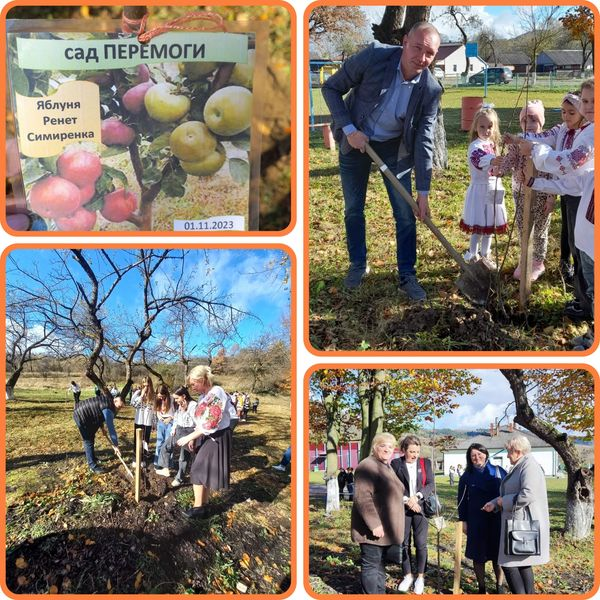 сад ПЕРЕМОГИ
Яблуня
Ренет
Симиренка
01.11.2023